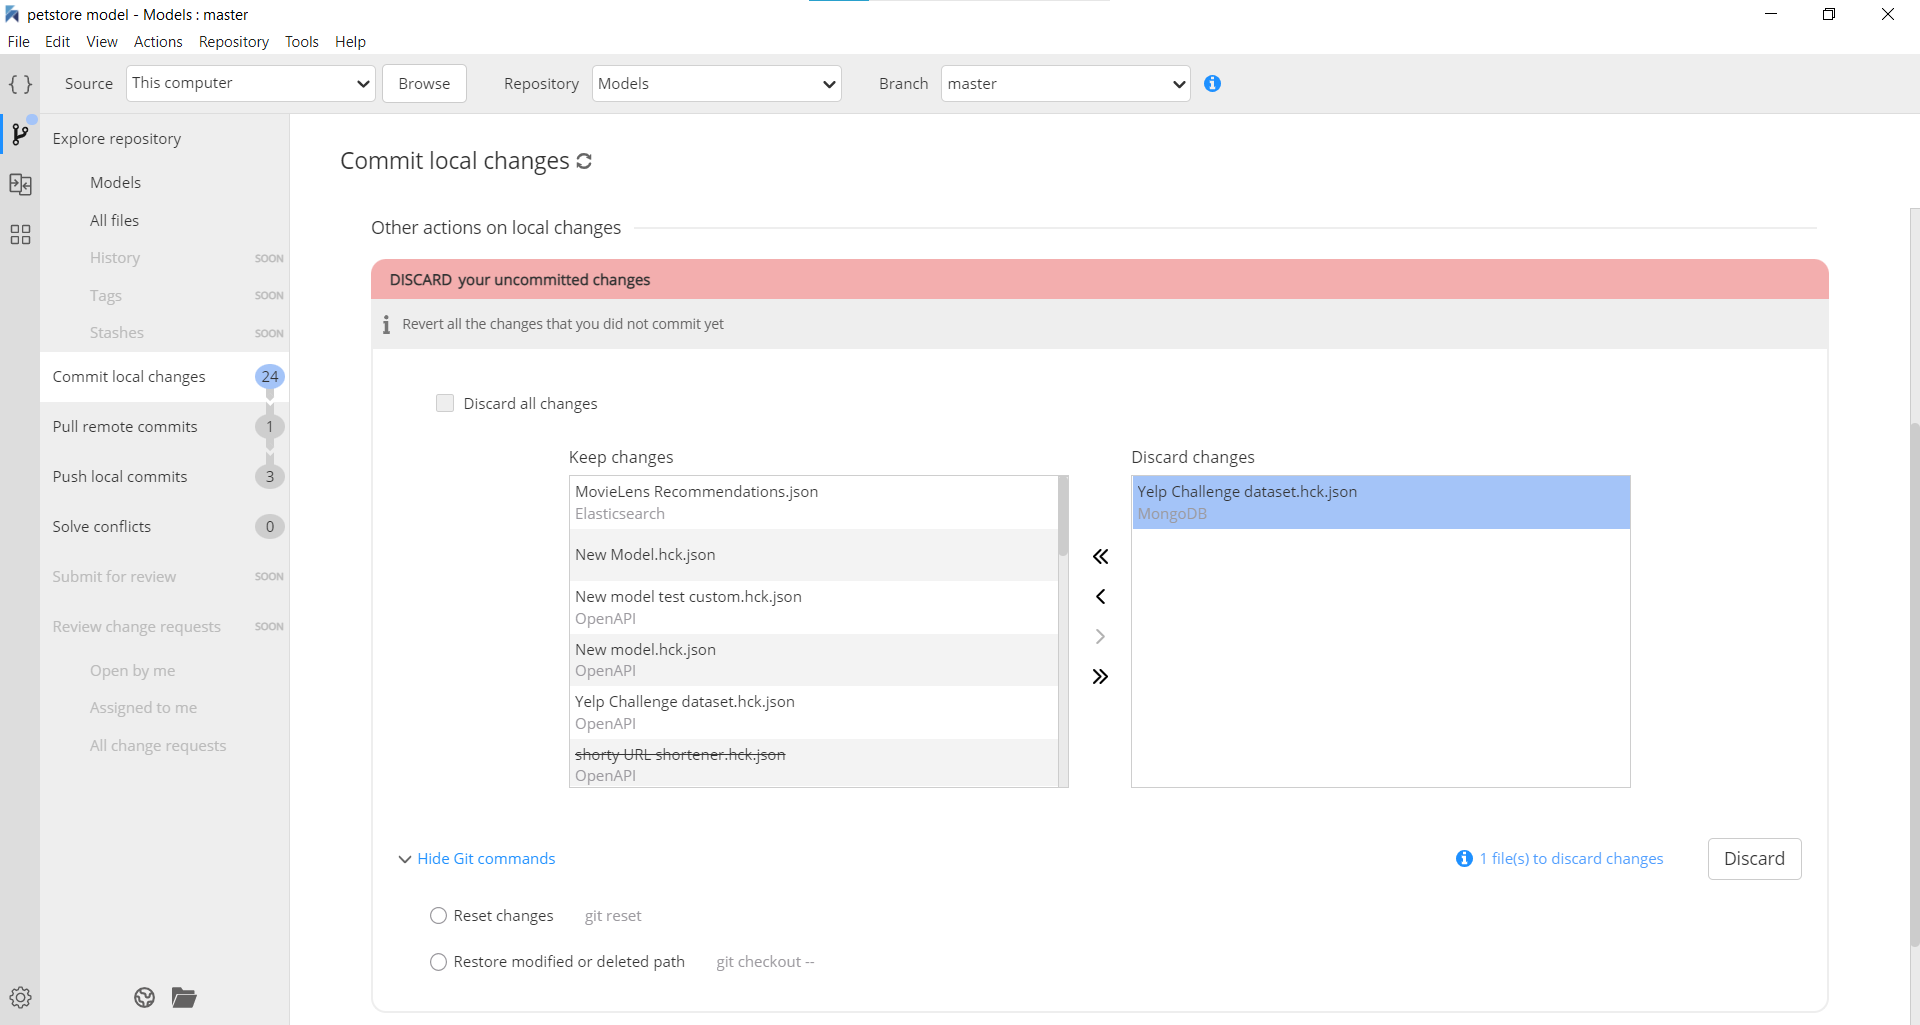 petstore model - Models : master
File Edit View Actions Repository Tools Help
Source This computer Browse Repository Models Branch master
Explore repository
Models
All files
History SOON
Tags SOON
Stashes SOON
Commit local changes 24
Pull remote commits 1
Push local commits 3
Solve conflicts 0
Submit for review SOON
Review change requests SOON
Open by me
Assigned to me
All change requests
Commit local changes
Other actions on local changes
DISCARD your uncommitted changes
Revert all the changes that you did not commit yet
Discard all changes
Keep changes
MovieLens Recommendations.json
Elasticsearch
New Model.hck.json
New model test custom.hck.json
OpenAPI
New model.hck.json
OpenAPI
Yelp Challenge dataset.hck.json
OpenAPI
shorty URL shortener.hck.json
OpenAPI
Discard changes
Yelp Challenge dataset.hck.json
MongoDB
Hide Git commands
1 file(s) to discard changes
Discard
Reset changes git reset
Restore modified or deleted path git checkout --